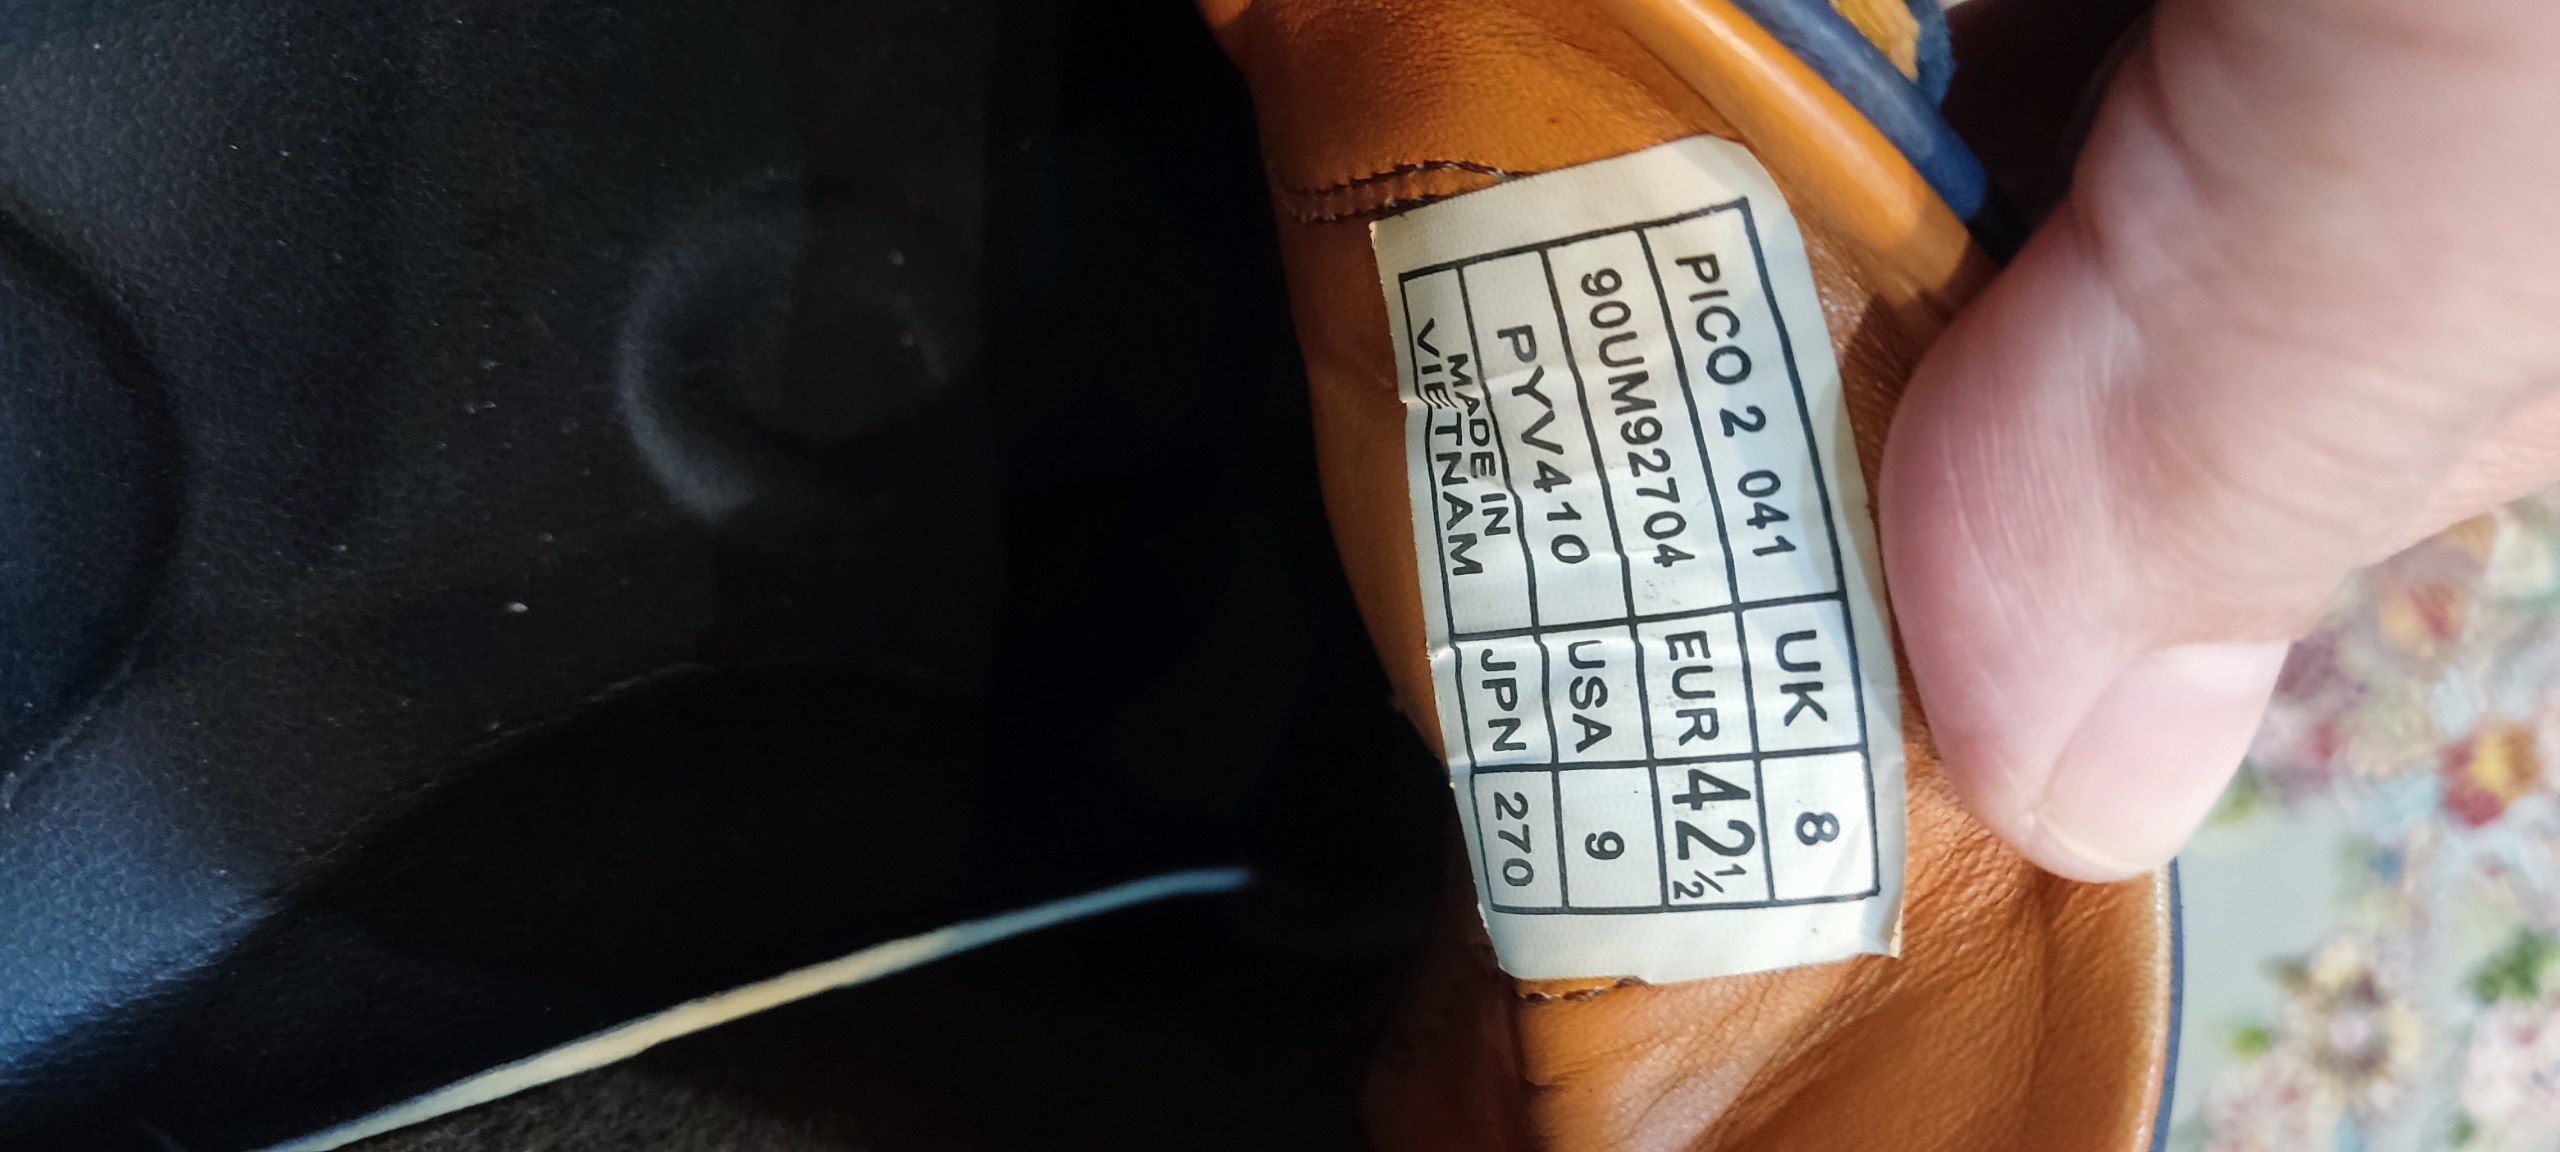 PICO 2 041 UK 8
90UM92704 EUR 42½
PYV410 USA 9
MADE IN VIETNAM JPN 270